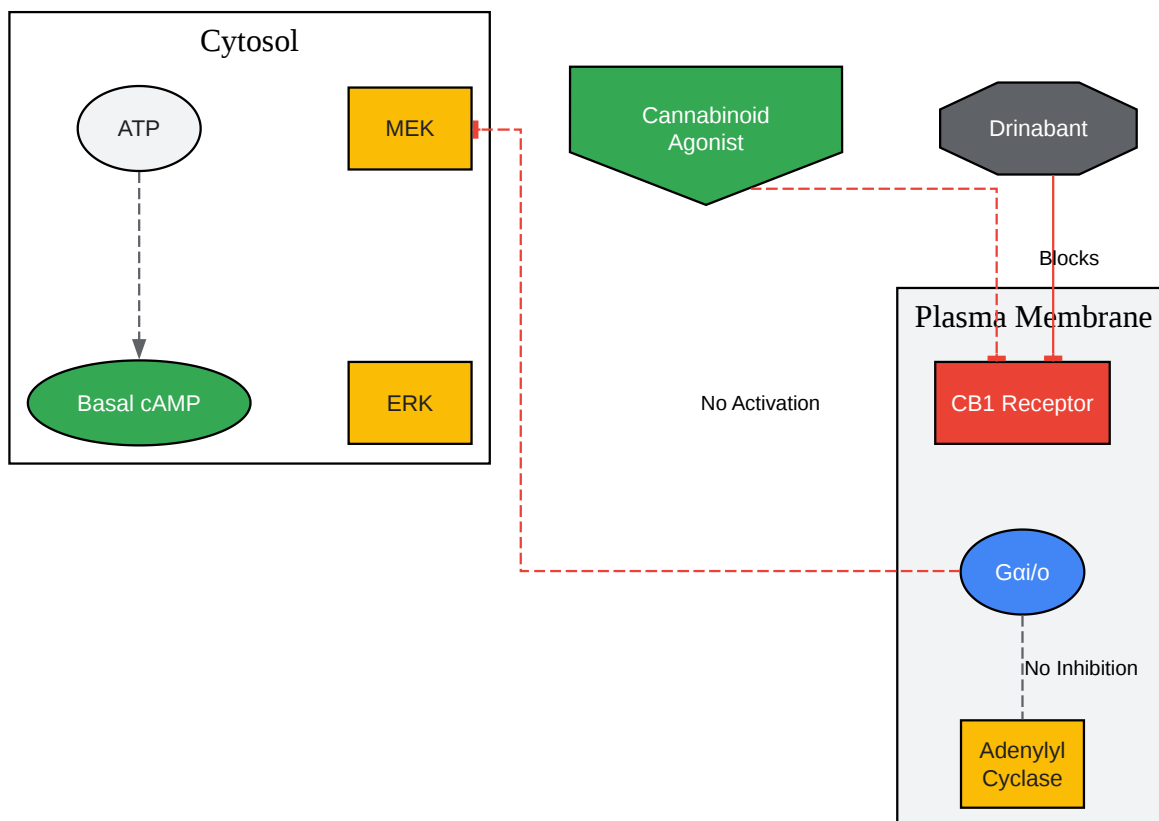 Cytosol
ATP
MEK
Cannabinoid
Agonist
Drinabant
Blocks
Plasma Membrane
Basal cAMP
ERK
No Activation
CB1 Receptor
Gαi/o
No Inhibition
Adenylyl
Cyclase